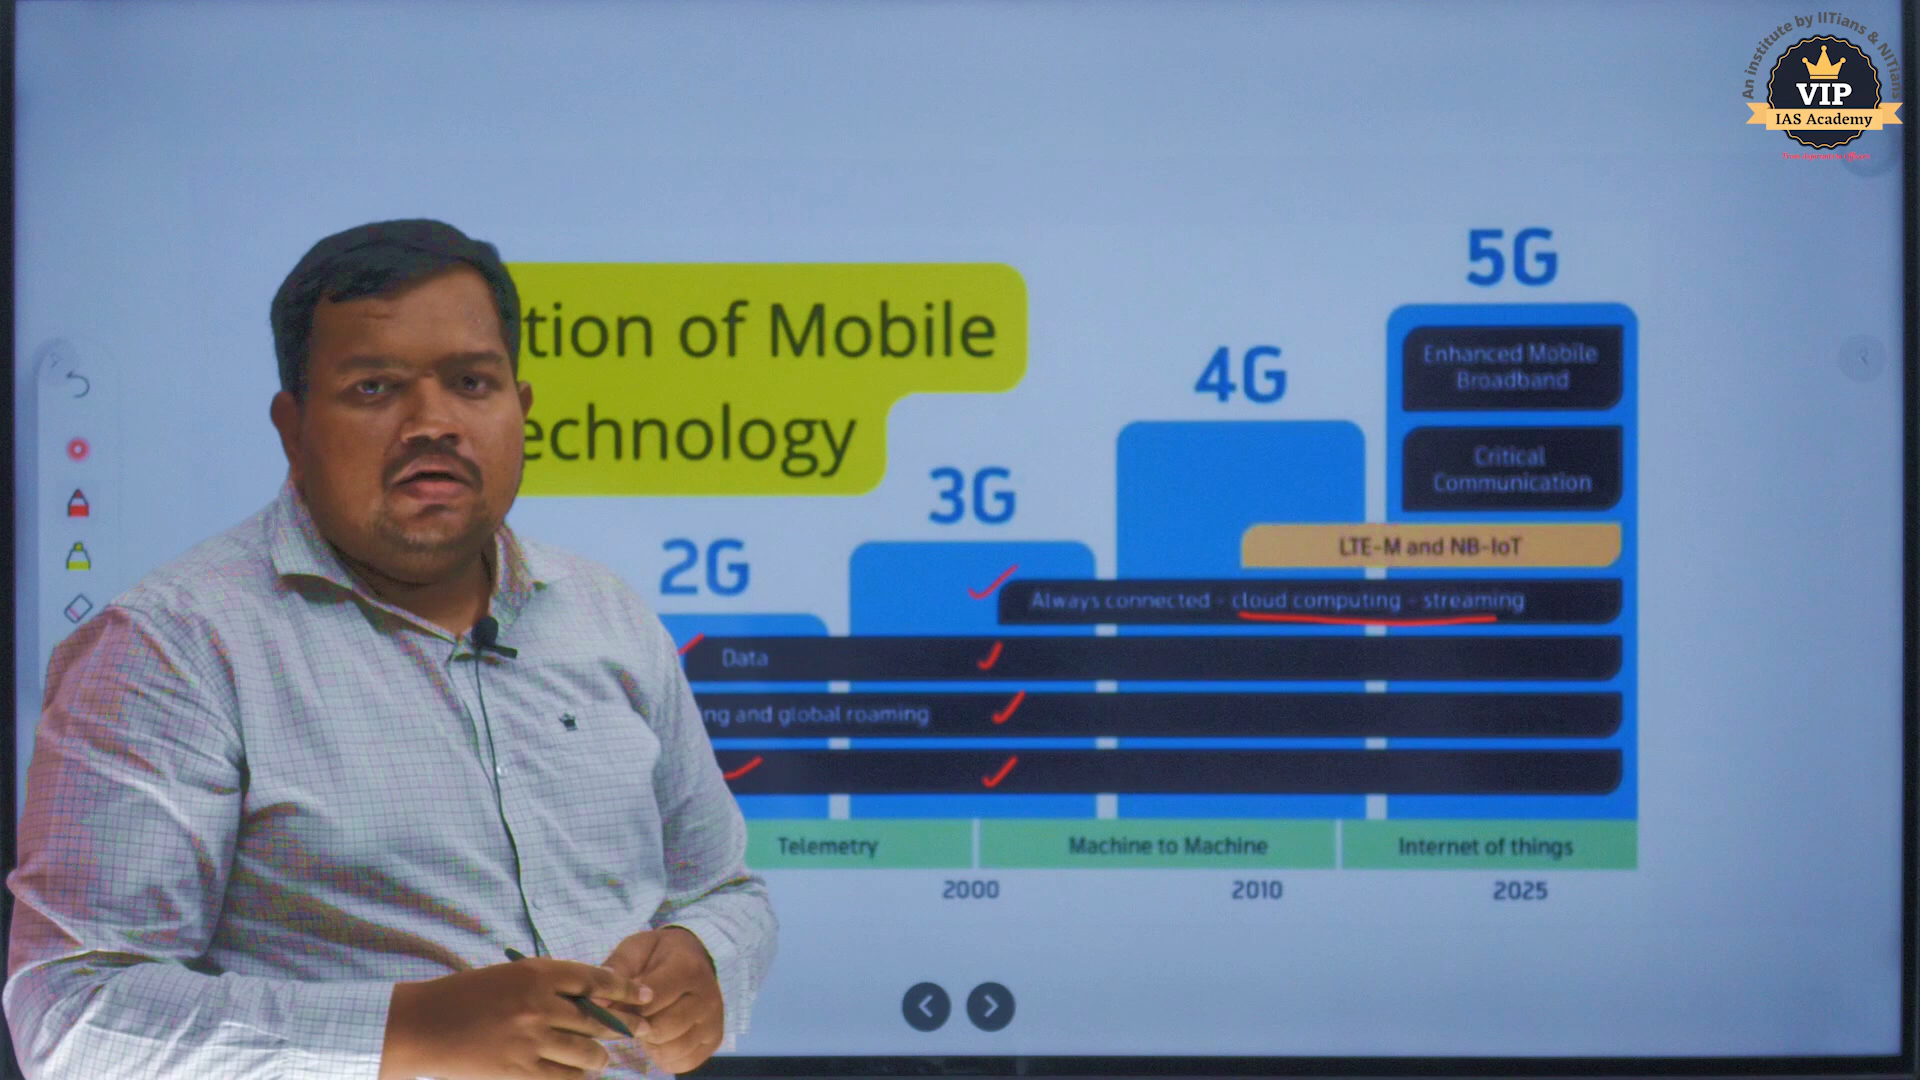 An institute by IITians & NITians
VIP
IAS Academy
tion of Mobile
echnology
2G
3G
4G
5G
Enhanced Mobile
Broadband
Critical
Communication
LTE-M and NB-IoT
Always connected - cloud computing - streaming
Data
ng and global roaming
Telemetry
Machine to Machine
Internet of things
2000
2010
2025